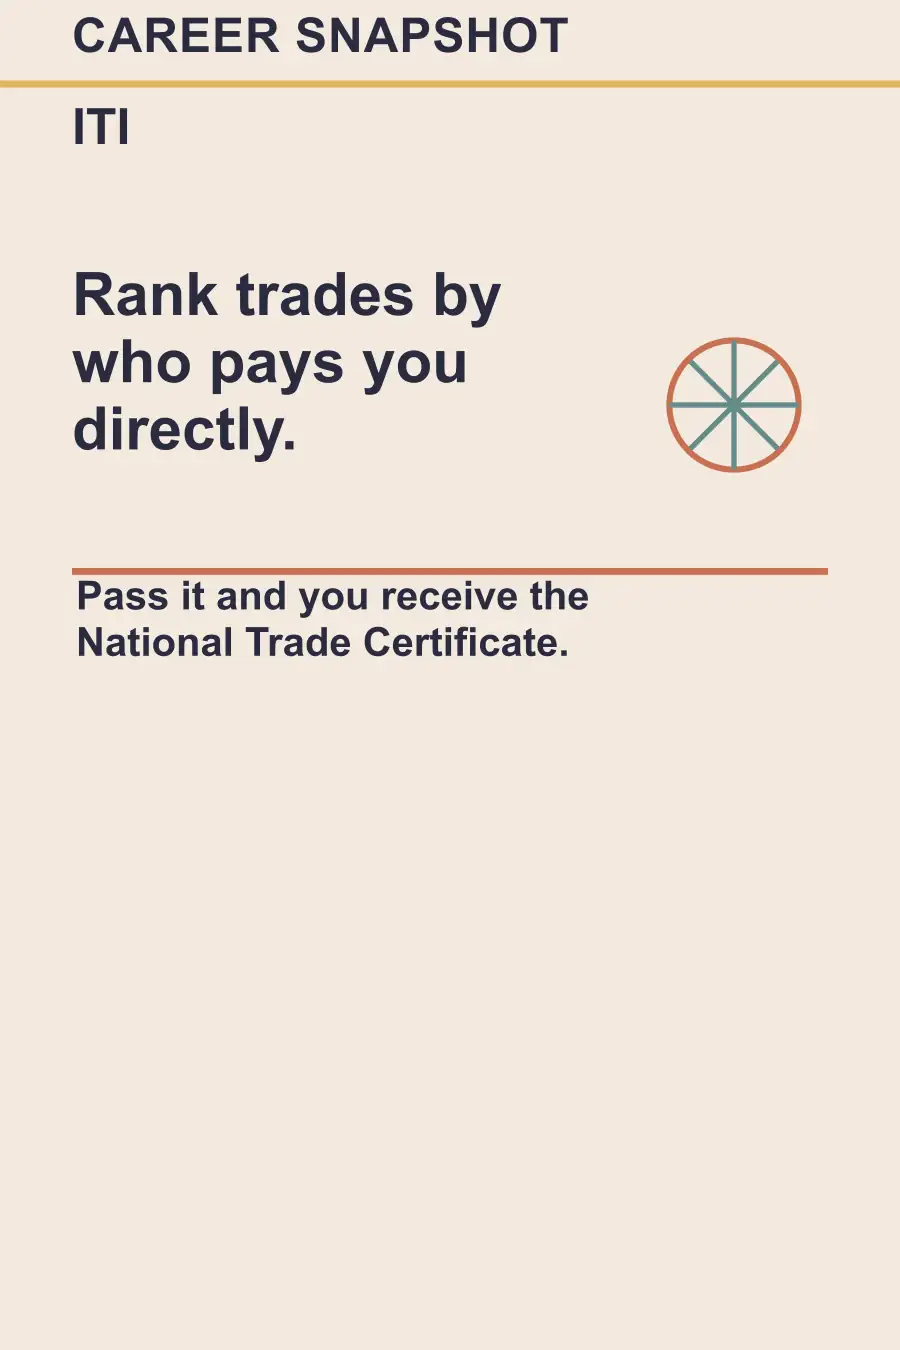 CAREER SNAPSHOT
ITI
Rank trades by
who pays you
directly.
Pass it and you receive the
National Trade Certificate.